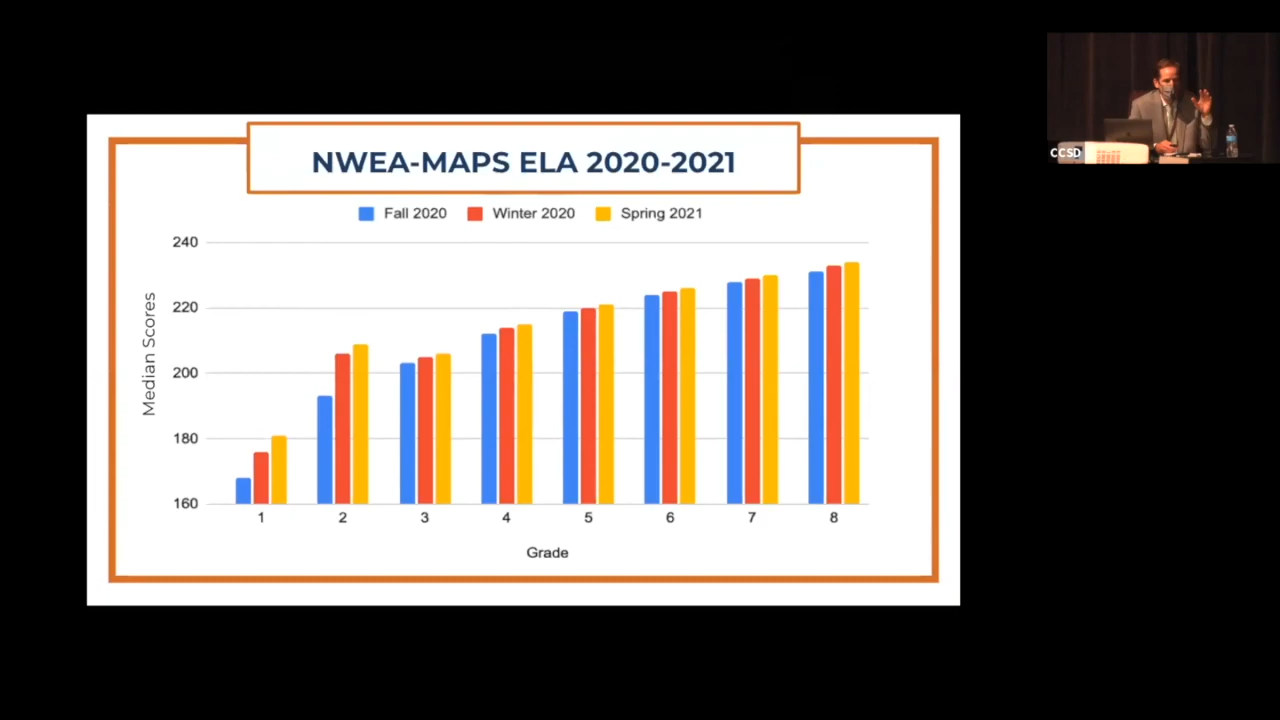 NWEA-MAPS ELA 2020-2021
Fall 2020 Winter 2020 Spring 2021
240
220
200
180
160
Median Scores
1 2 3 4 5 6 7 8
Grade
CCSD